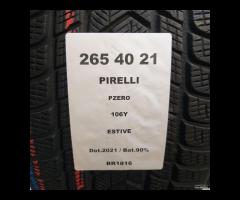 265 40 21
PIRELLI
PZERO
106Y
ESTIVE
Dot.2021 / Bat.90%
BR1816